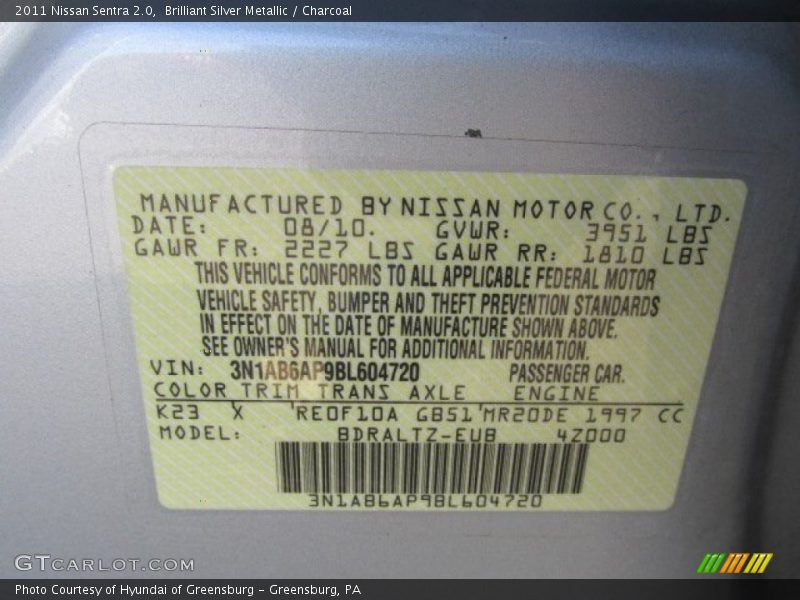 2011 Nissan Sentra 2.0, Brilliant Silver Metallic / Charcoal
MANUFACTURED BY NISSAN MOTOR CO., LTD.
DATE: 08/10. GVWR: 3951 LBS
GAWR FR: 2227 LBS GAWR RR: 1810 LBS
THIS VEHICLE CONFORMS TO ALL APPLICABLE FEDERAL MOTOR
VEHICLE SAFETY, BUMPER AND THEFT PREVENTION STANDARDS
IN EFFECT ON THE DATE OF MANUFACTURE SHOWN ABOVE.
SEE OWNER'S MANUAL FOR ADDITIONAL INFORMATION.
VIN: 3N1AB6AP9BL604720 PASSENGER CAR.
COLOR TRIM TRANS AXLE ENGINE
K23 X 'RE0F10A GB51'MR20DE 1997 CC
MODEL: BDRALTZ-EUB 4Z000
3N1AB6AP9BL604720
GTCARLOT.COM
Photo Courtesy of Hyundai of Greensburg - Greensburg, PA